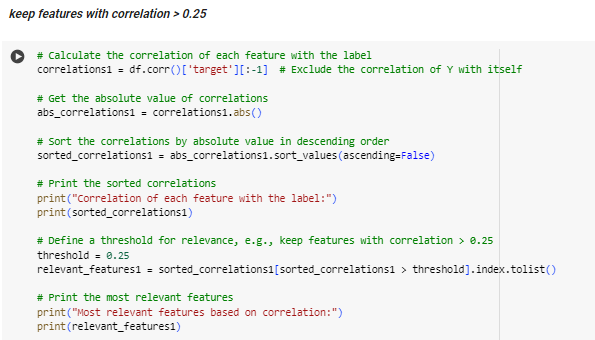 keep features with correlation > 0.25
# Calculate the correlation of each feature with the label
correlations1 = df.corr()['target'][:-1]  # Exclude the correlation of Y with itself
# Get the absolute value of correlations
abs_correlations1 = correlations1.abs()
# Sort the correlations by absolute value in descending order
sorted_correlations1 = abs_correlations1.sort_values(ascending=False)
# Print the sorted correlations
print("Correlation of each feature with the label:")
print(sorted_correlations1)
# Define a threshold for relevance, e.g., keep features with correlation > 0.25
threshold = 0.25
relevant_features1 = sorted_correlations1[sorted_correlations1 > threshold].index.tolist()
# Print the most relevant features
print("Most relevant features based on correlation:")
print(relevant_features1)